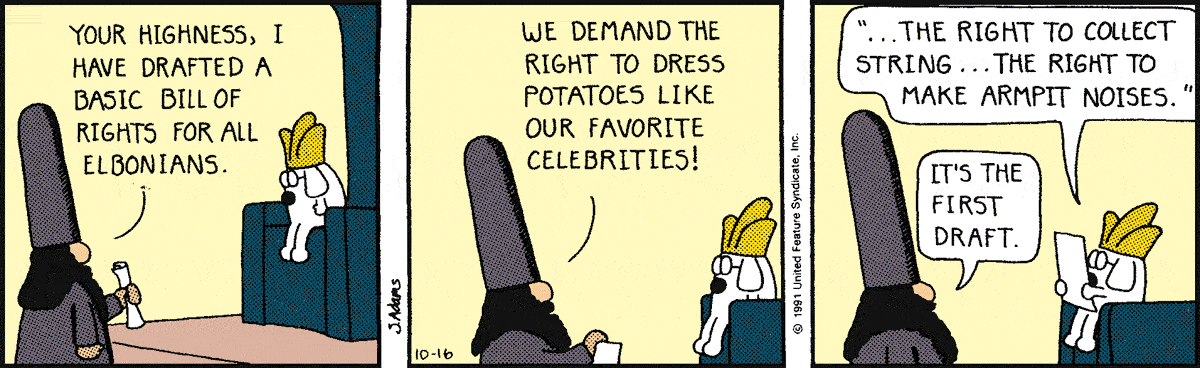 YOUR HIGHNESS, I
HAVE DRAFTED A
BASIC BILL OF
RIGHTS FOR ALL
ELBONIANS.
S.Adams
WE DEMAND THE
RIGHT TO DRESS
POTATOES LIKE
OUR FAVORITE
CELEBRITIES!
10-16
© 1991 United Feature Syndicate, Inc.
"...THE RIGHT TO COLLECT
STRING...THE RIGHT TO
MAKE ARMPIT NOISES."
IT'S THE
FIRST
DRAFT.